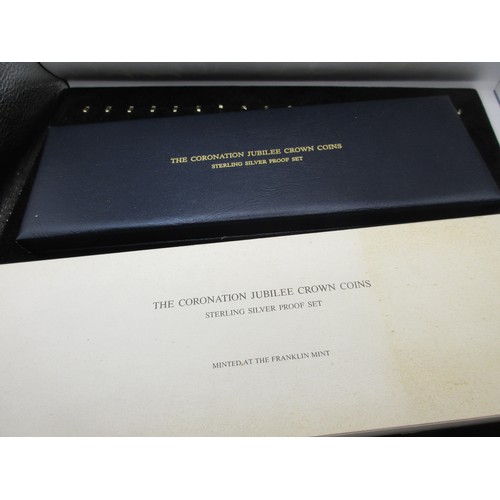 THE CORONATION JUBILEE CROWN COINS
STERLING SILVER PROOF SET
THE CORONATION JUBILEE CROWN COINS
STERLING SILVER PROOF SET
MINTED AT THE FRANKLIN MINT